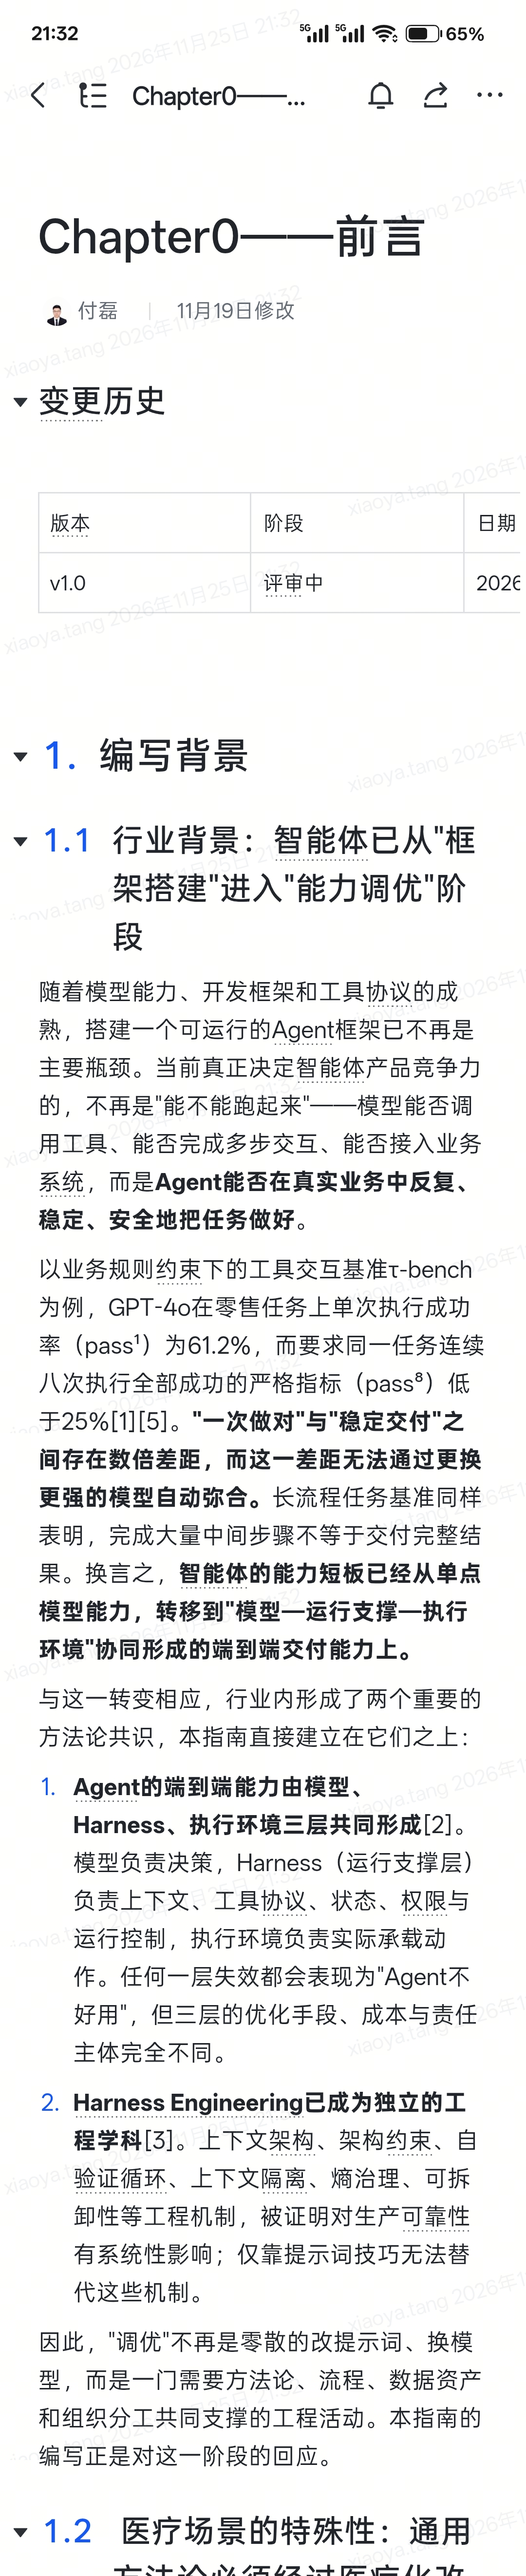 21:32
5G 5G 65%
Chapter0——...
Chapter0——前言
付磊 | 11月19日修改
变更历史
版本 阶段 日期
v1.0 评审中 2026
1. 编写背景
1.1 行业背景：智能体已从"框
架搭建"进入"能力调优"阶
段
随着模型能力、开发框架和工具协议的成
熟，搭建一个可运行的Agent框架已不再是
主要瓶颈。当前真正决定智能体产品竞争力
的，不再是"能不能跑起来"——模型能否调
用工具、能否完成多步交互、能否接入业务
系统，而是Agent能否在真实业务中反复、
稳定、安全地把任务做好。
以业务规则约束下的工具交互基准τ-bench
为例，GPT-4o在零售任务上单次执行成功
率（pass¹）为61.2%，而要求同一任务连续
八次执行全部成功的严格指标（pass⁸）低
于25%[1][5]。"一次做对"与"稳定交付"之
间存在数倍差距，而这一差距无法通过更换
更强的模型自动弥合。长流程任务基准同样
表明，完成大量中间步骤不等于交付完整结
果。换言之，智能体的能力短板已经从单点
模型能力，转移到"模型—运行支撑—执行
环境"协同形成的端到端交付能力上。
与这一转变相应，行业内形成了两个重要的
方法论共识，本指南直接建立在它们之上：
1. Agent的端到端能力由模型、
Harness、执行环境三层共同形成[2]。
模型负责决策，Harness（运行支撑层）
负责上下文、工具协议、状态、权限与
运行控制，执行环境负责实际承载动
作。任何一层失效都会表现为"Agent不
好用"，但三层的优化手段、成本与责任
主体完全不同。
2. Harness Engineering已成为独立的工
程学科[3]。上下文架构、架构约束、自
验证循环、上下文隔离、熵治理、可拆
卸性等工程机制，被证明对生产可靠性
有系统性影响；仅靠提示词技巧无法替
代这些机制。
因此，"调优"不再是零散的改提示词、换模
型，而是一门需要方法论、流程、数据资产
和组织分工共同支撑的工程活动。本指南的
编写正是对这一阶段的回应。
1.2 医疗场景的特殊性：通用
方法论必须经过医疗化改
xiaoya.tang 2026年11月25日 21:32